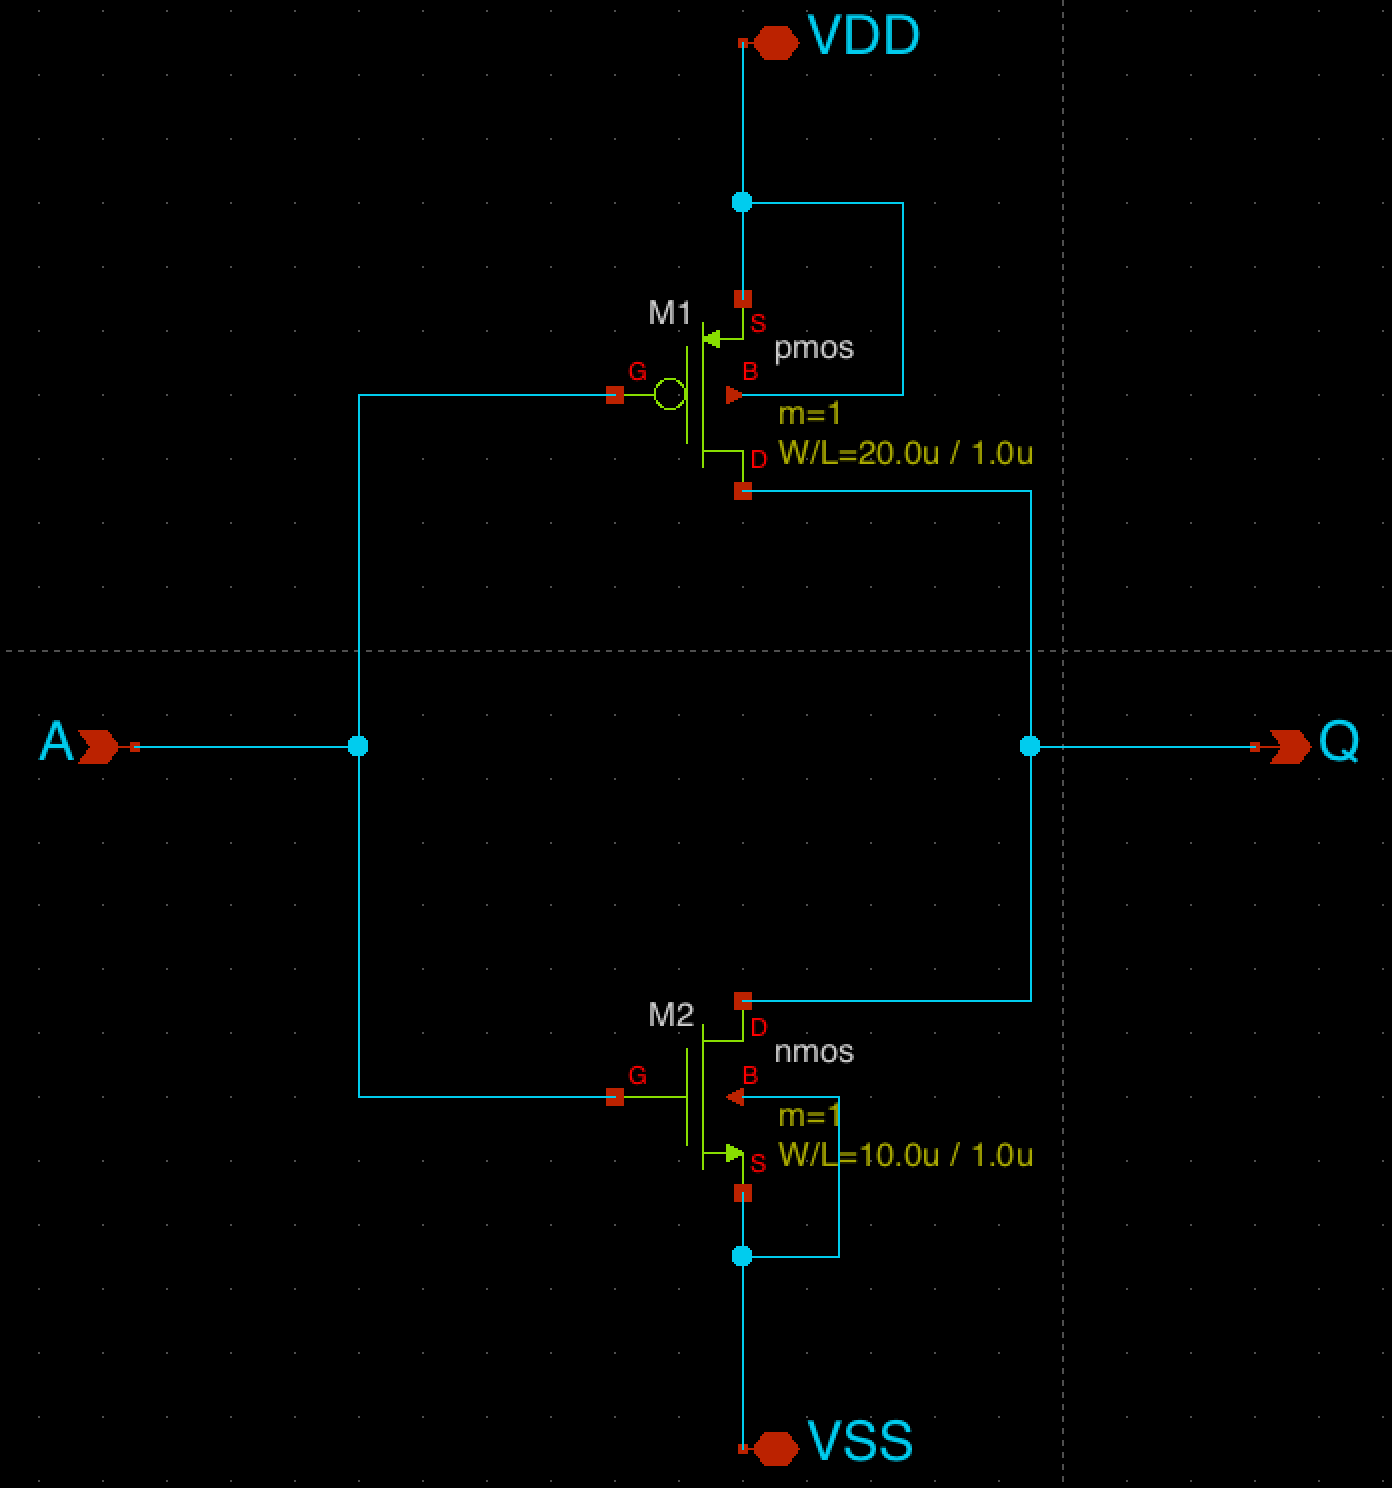 VDD
M1
S
pmos
G
B
m=1
D
W/L=20.0u / 1.0u
A
Q
M2
D
nmos
G
B
m=1
S
W/L=10.0u / 1.0u
VSS